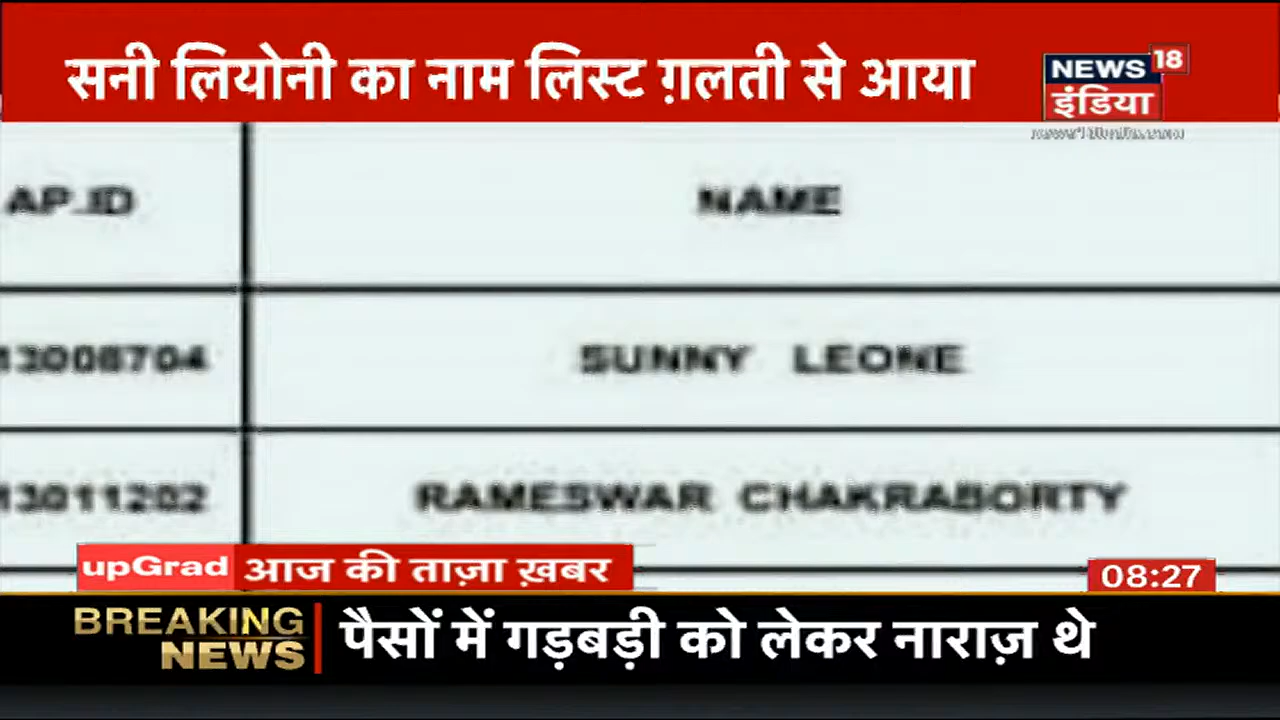 सनी लियोनी का नाम लिस्ट ग़लती से आया
NEWS 18
इंडिया
AP.ID NAME
13008704 SUNNY LEONE
13011202 RAMESWAR CHAKRABORTY
upGrad आज की ताज़ा ख़बर
08:27
BREAKING NEWS
पैसों में गड़बड़ी को लेकर नाराज़ थे